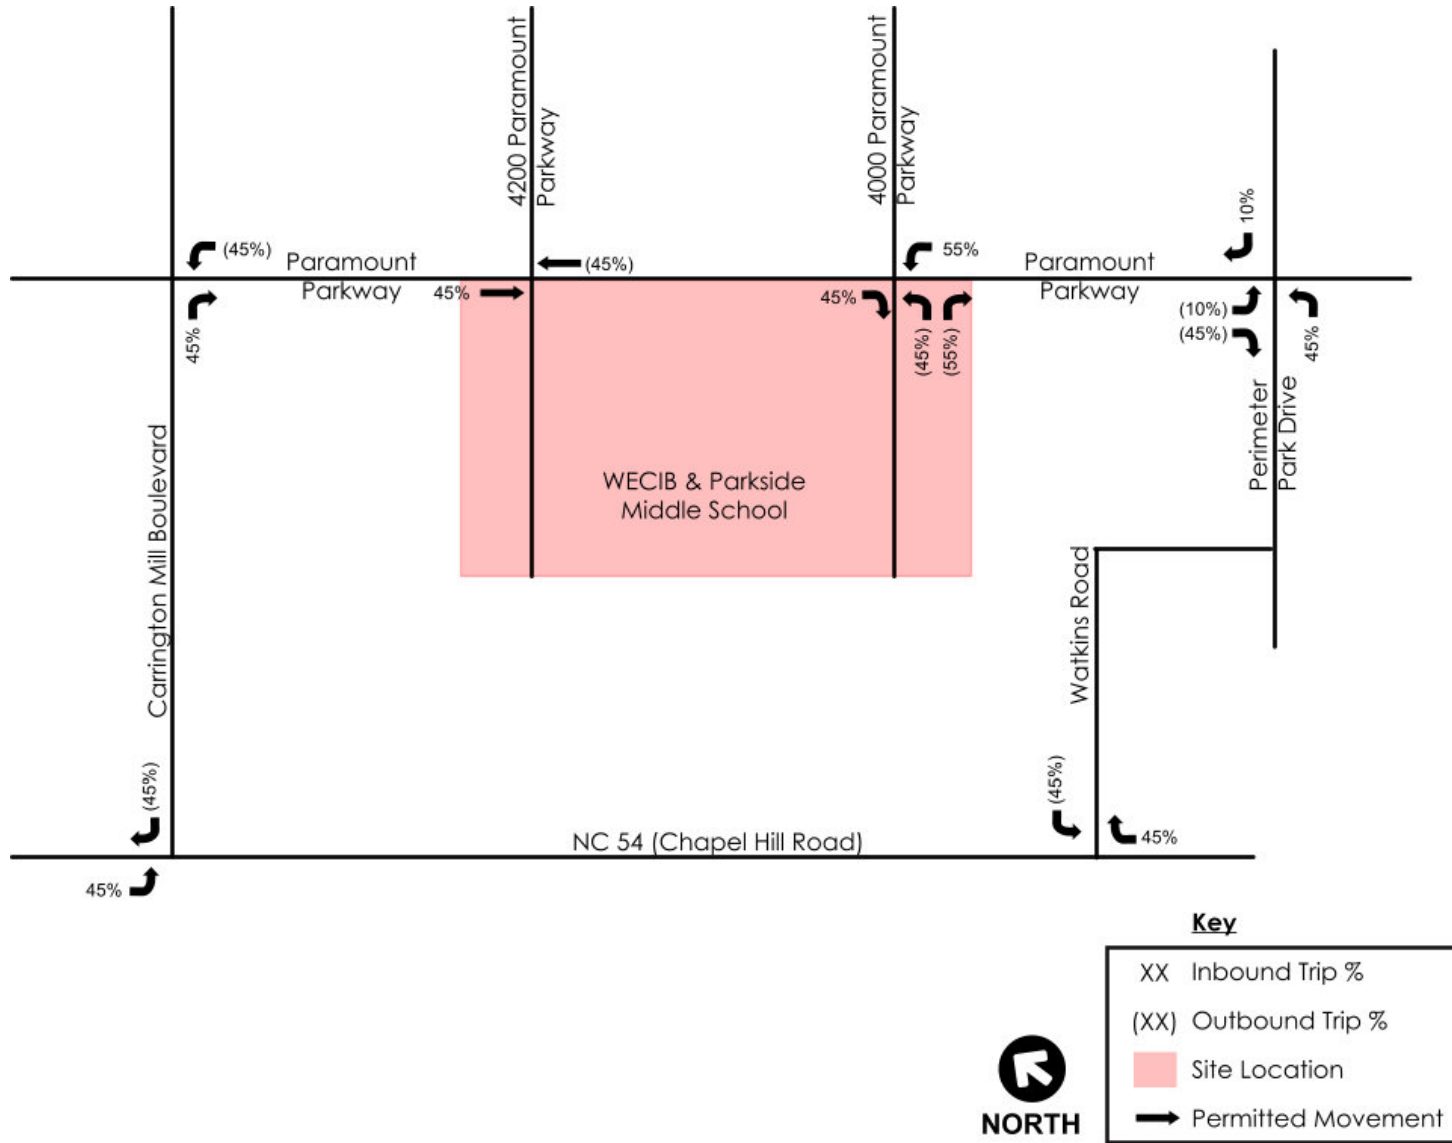 4200 Paramount
Parkway
4000 Paramount
Parkway
10%
(45%)
Paramount
Parkway
45%
(45%)
45%
55%
45%
(45%)
(55%)
Paramount
Parkway
(10%)
(45%)
45%
45%
Carrington Mill Boulevard
WECIB & Parkside
Middle School
Perimeter
Park Drive
Watkins Road
(45%)
45%
NC 54 (Chapel Hill Road)
(45%)
45%
Key
XX Inbound Trip %
(XX) Outbound Trip %
Site Location
Permitted Movement
NORTH